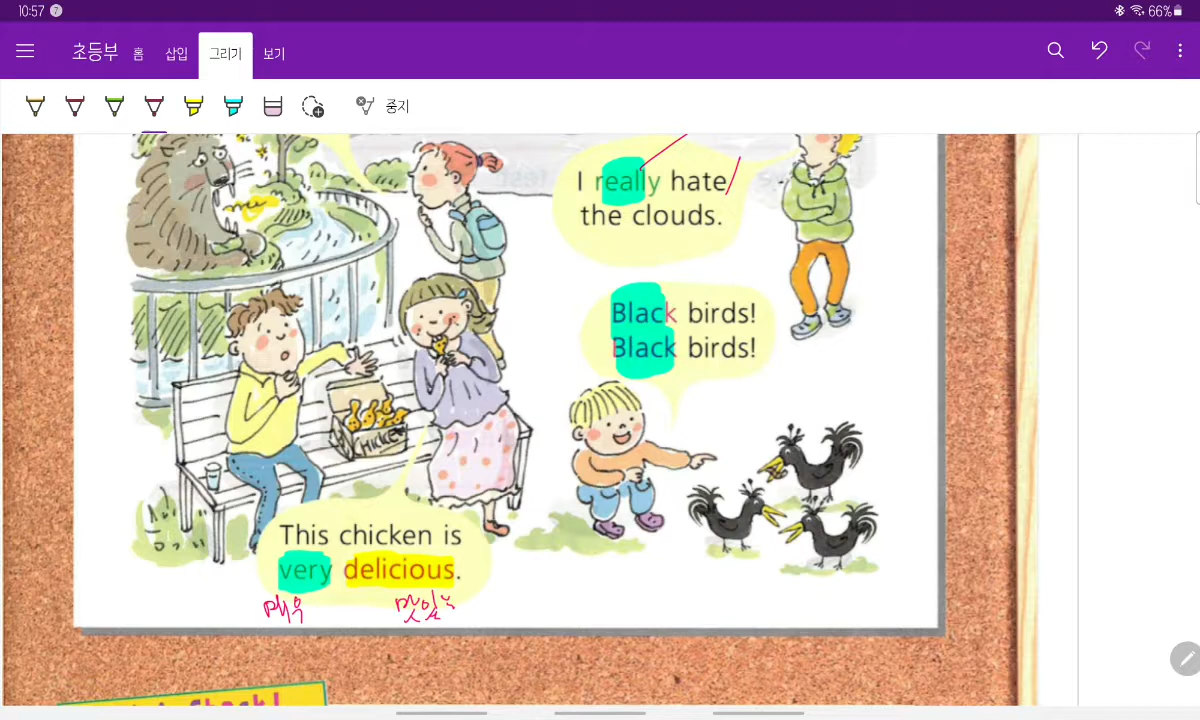 10:57 7 66%
초등부 홈 삽입 그리기 보기
중지
I really hate
the clouds.
Black birds!
Black birds!
CHICKEN
This chicken is
very delicious.
매우 맛있는